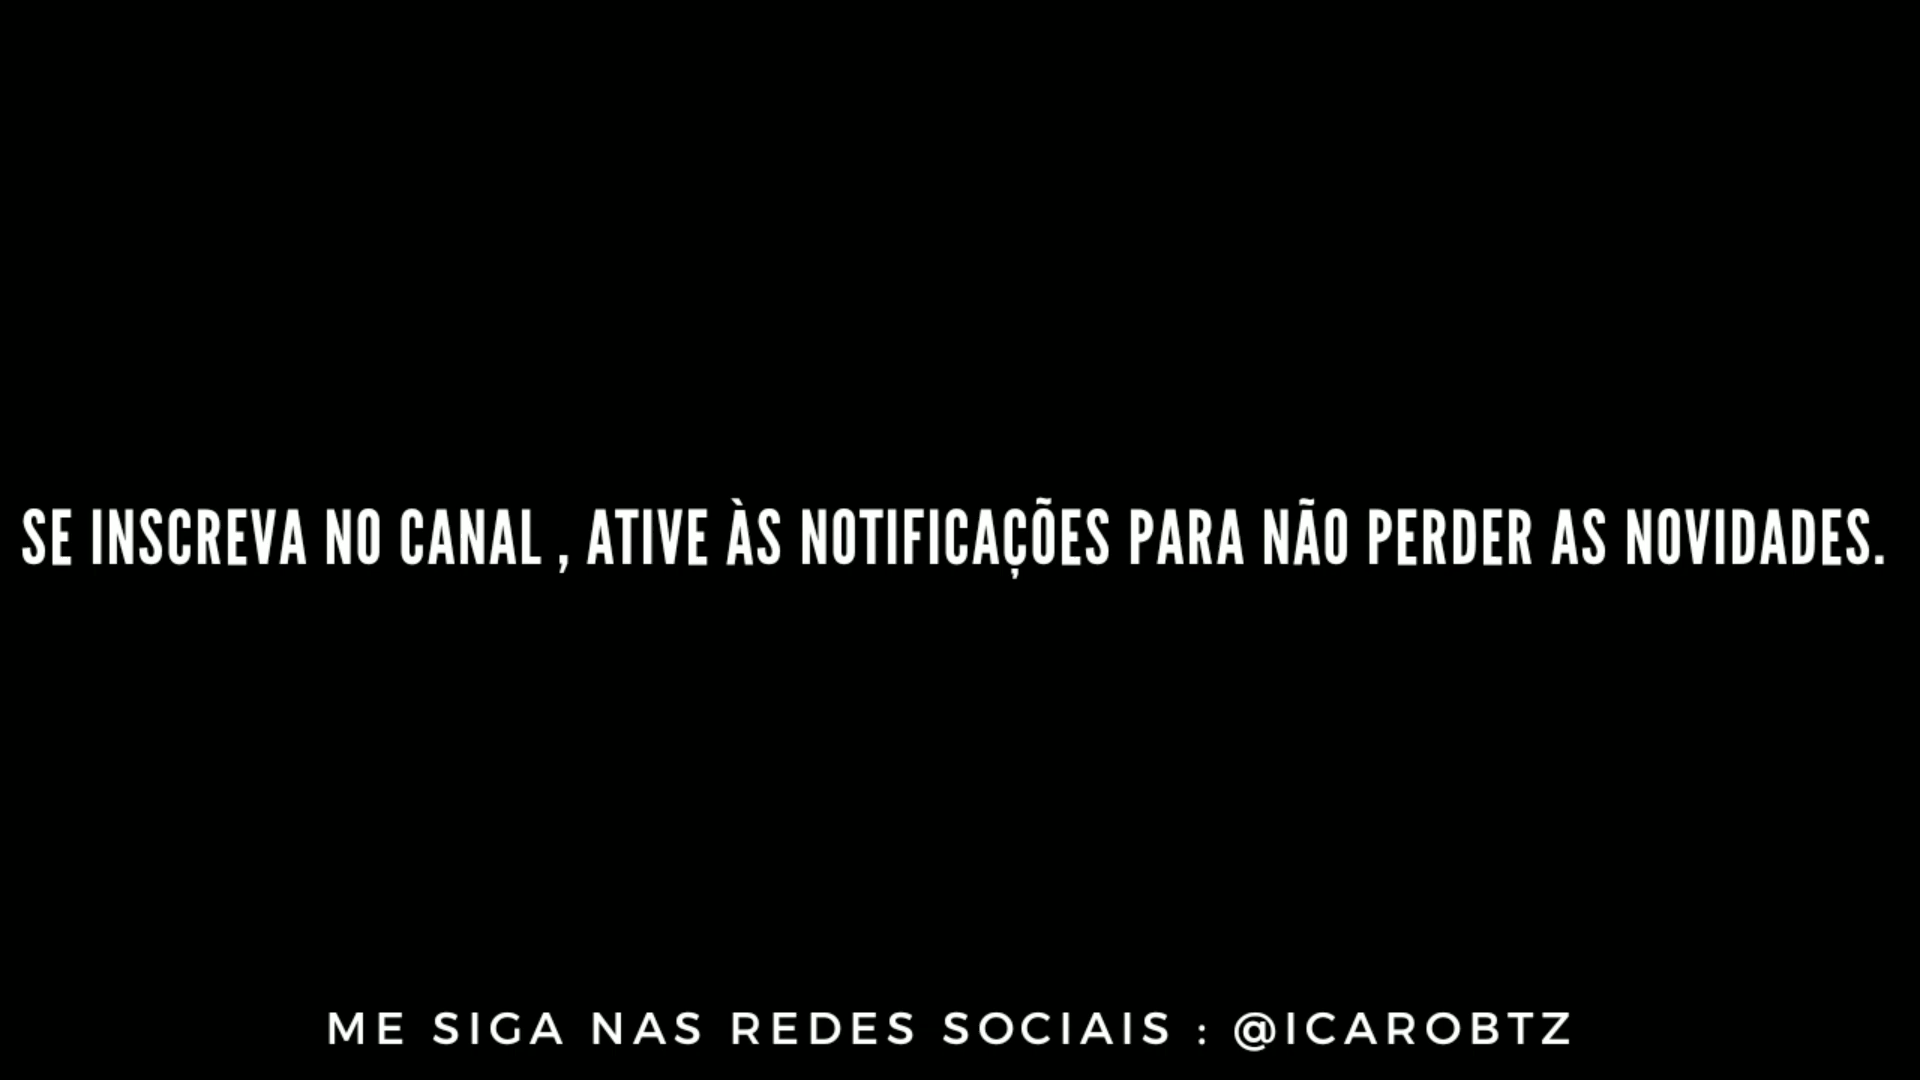 SE INSCREVA NO CANAL , ATIVE ÀS NOTIFICAÇÕES PARA NÃO PERDER AS NOVIDADES.
ME SIGA NAS REDES SOCIAIS : @ICAROBTZ